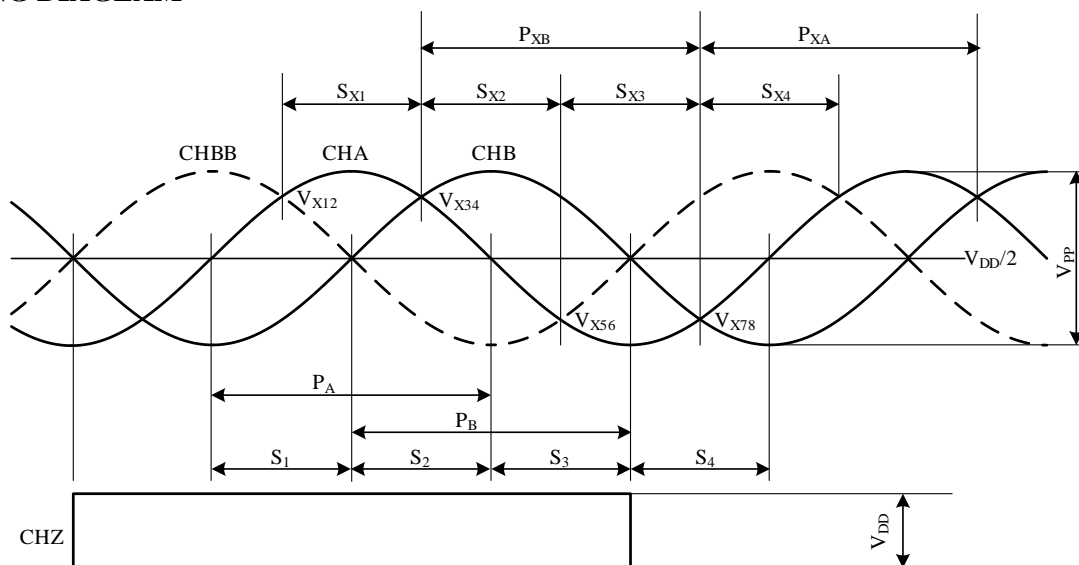 P_XB P_XA
S_X1 S_X2 S_X3 S_X4
CHBB CHA CHB
V_X12 V_X34
V_DD/2
V_PP
V_X56 V_X78
P_A
P_B
S_1 S_2 S_3 S_4
CHZ
V_DD